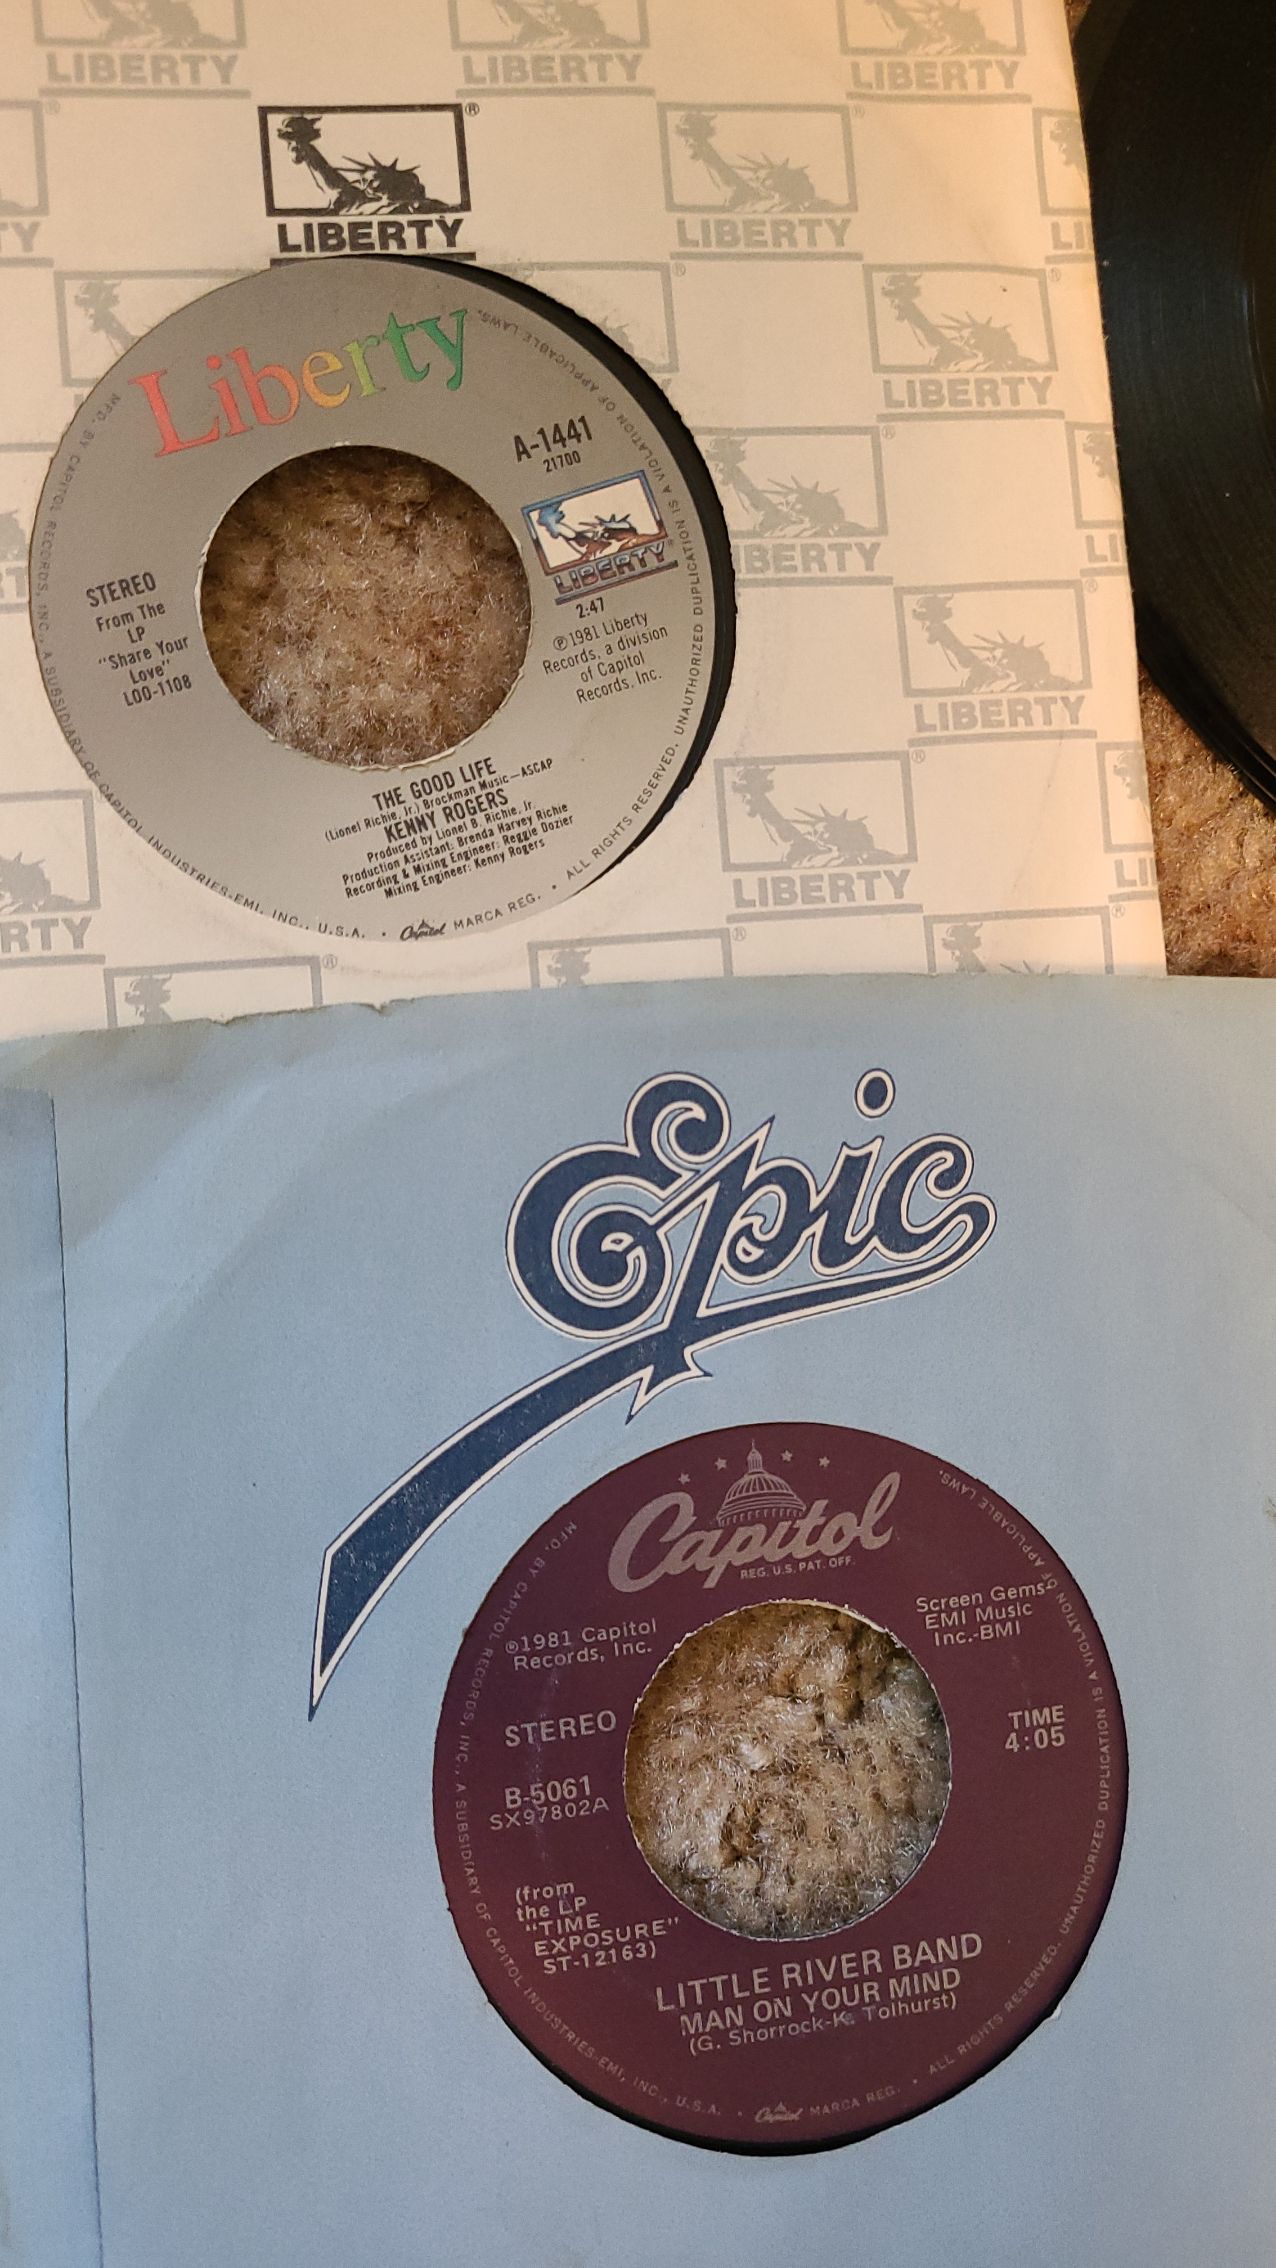 LIBERTY
LIBERTY
LIBERTY
LIBERTY
LIBERTY
LIBERTY
LIBERTY
LIBERTY
LIBERTY
Liberty
A-1441
21700
LIBERTY
2:47
℗1981 Liberty
Records, a division
of Capitol
Records, Inc.
STEREO
From The
LP
"Share Your
Love"
LOO-1108
THE GOOD LIFE
(Lionel Richie, Jr.) Brockman Music—ASCAP
KENNY ROGERS
Produced by Lionel B. Richie, Jr.
Production Assistant: Brenda Harvey Richie
Recording & Mixing Engineer: Reggie Dozier
Mixing Engineer: Kenny Rogers
MFD. BY CAPITOL RECORDS, INC., A SUBSIDIARY OF CAPITOL INDUSTRIES-EMI, INC., U.S.A. • Capitol MARCA REG. • ALL RIGHTS RESERVED. UNAUTHORIZED DUPLICATION IS A VIOLATION OF APPLICABLE LAWS.
Epic
Capitol
REG. U.S. PAT. OFF.
℗1981 Capitol
Records, Inc.
Screen Gems-
EMI Music
Inc.-BMI
STEREO
TIME
4:05
B-5061
SX97802A
(from
the LP
"TIME
EXPOSURE"
ST-12163)
LITTLE RIVER BAND
MAN ON YOUR MIND
(G. Shorrock-K. Tolhurst)
MFD. BY CAPITOL RECORDS, INC., A SUBSIDIARY OF CAPITOL INDUSTRIES-EMI, INC., U.S.A. • Capitol MARCA REG. • ALL RIGHTS RESERVED. UNAUTHORIZED DUPLICATION IS A VIOLATION OF APPLICABLE LAWS.